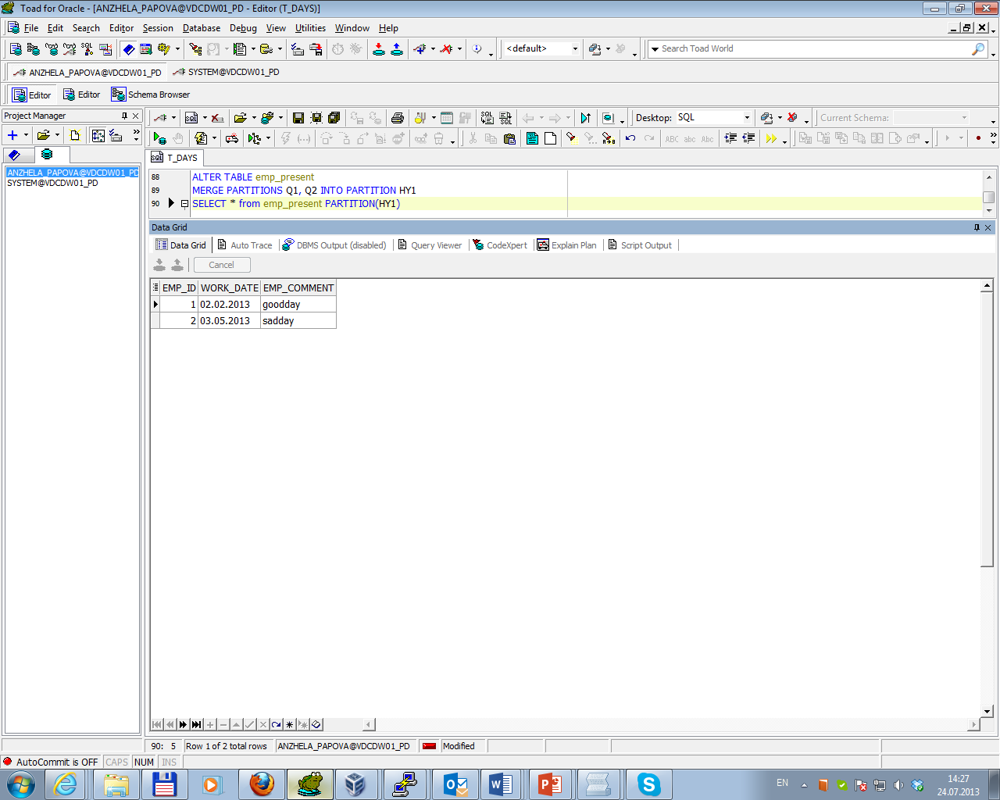 Toad for Oracle - [ANZHELA_PAPOVA@VDCDW01_PD - Editor (T_DAYS)]
File Edit Search Editor Session Database Debug View Utilities Window Help
<default> Search Toad World
ANZHELA_PAPOVA@VDCDW01_PD SYSTEM@VDCDW01_PD
Editor Editor Schema Browser
Project Manager
Desktop: SQL Current Schema:
ANZHELA_PAPOVA@VDCDW01_PD
SYSTEM@VDCDW01_PD
T_DAYS
88 ALTER TABLE emp_present
89 MERGE PARTITIONS Q1, Q2 INTO PARTITION HY1
90 SELECT * from emp_present PARTITION(HY1)
Data Grid
Data Grid Auto Trace DBMS Output (disabled) Query Viewer CodeXpert Explain Plan Script Output
Cancel
EMP_ID WORK_DATE EMP_COMMENT
1 02.02.2013 goodday
2 03.05.2013 sadday
90: 5 Row 1 of 2 total rows ANZHELA_PAPOVA@VDCDW01_PD Modified
AutoCommit is OFF CAPS NUM INS
EN 14:27
24.07.2013